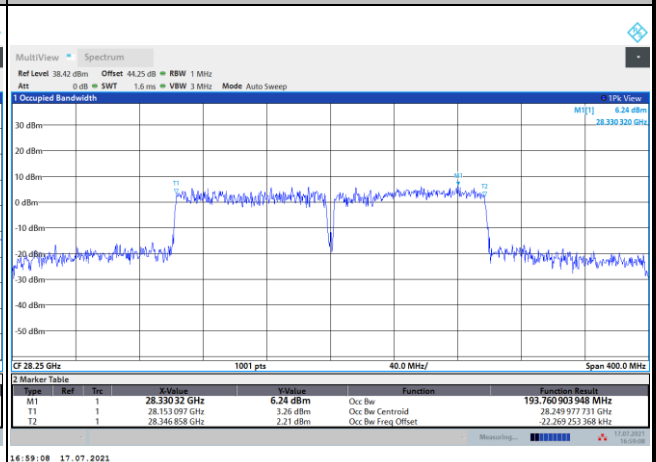 MultiView Spectrum
Ref Level 38.42 dBm Offset 44.25 dB RBW 1 MHz
Att 0 dB SWT 1.6 ms VBW 3 MHz Mode Auto Sweep
1 Occupied Bandwidth 1Pk View
M1[1] 6.24 dBm
28.330 320 GHz
30 dBm
20 dBm
10 dBm
T1 M1 T2
0 dBm
-10 dBm
-20 dBm
-30 dBm
-40 dBm
-50 dBm
CF 28.25 GHz 1001 pts 40.0 MHz/ Span 400.0 MHz
2 Marker Table
Type Ref Trc X-Value Y-Value Function Function Result
M1 1 28.330 32 GHz 6.24 dBm Occ Bw 193.760 903 948 MHz
T1 1 28.153 097 GHz 3.26 dBm Occ Bw Centroid 28.249 977 731 GHz
T2 1 28.346 858 GHz 2.21 dBm Occ Bw Freq Offset -22.269 253 368 kHz
Measuring... 17.07.2021
16:59:08
16:59:08 17.07.2021